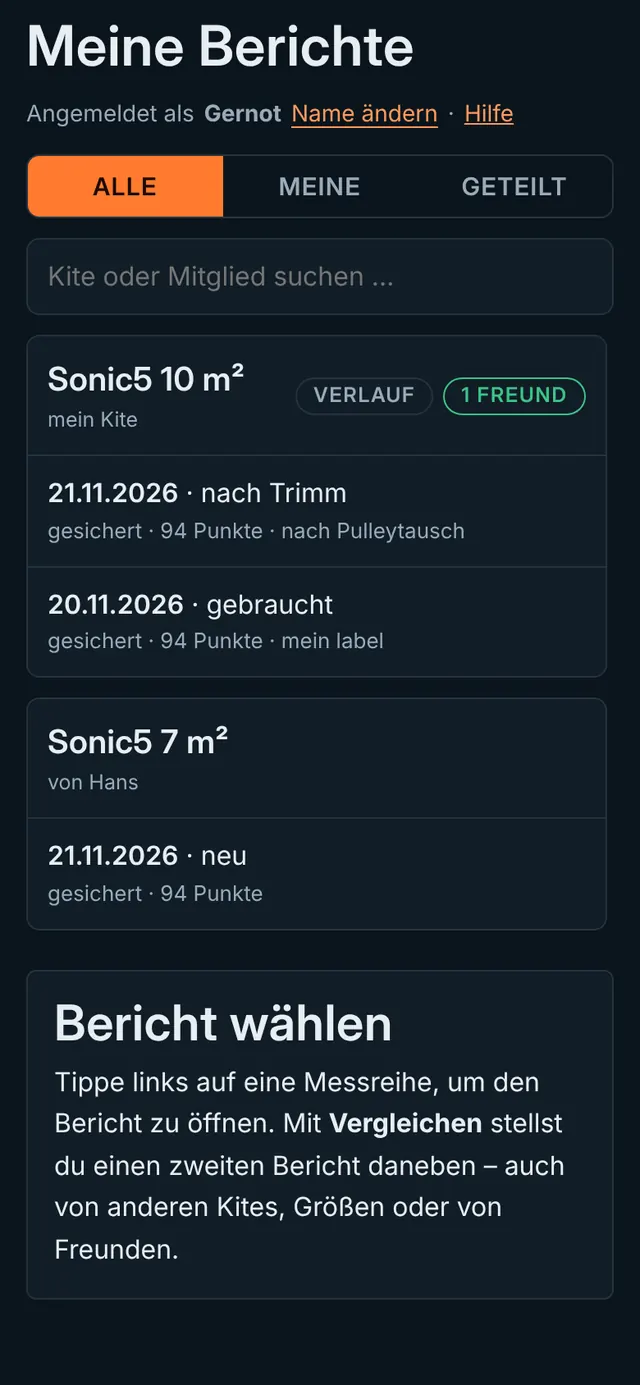 Meine Berichte
Angemeldet als Gernot Name ändern · Hilfe
ALLE MEINE GETEILT
Kite oder Mitglied suchen ...
Sonic5 10 m²
VERLAUF 1 FREUND
mein Kite
21.11.2026 · nach Trimm
gesichert · 94 Punkte · nach Pulleytausch
20.11.2026 · gebraucht
gesichert · 94 Punkte · mein label
Sonic5 7 m²
von Hans
21.11.2026 · neu
gesichert · 94 Punkte
Bericht wählen
Tippe links auf eine Messreihe, um den
Bericht zu öffnen. Mit Vergleichen stellst
du einen zweiten Bericht daneben – auch
von anderen Kites, Größen oder von
Freunden.